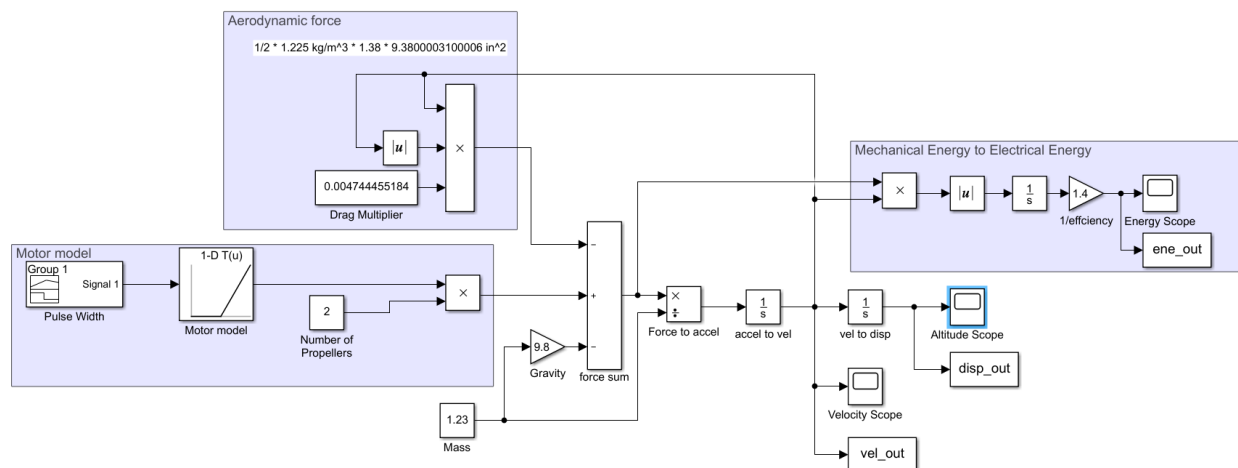 Aerodynamic force
1/2 * 1.225 kg/m^3 * 1.38 * 9.3800003100006 in^2
|u|
×
0.004744455184
Drag Multiplier
Mechanical Energy to Electrical Energy
×
|u|
1
s
1.4
1/effciency
Energy Scope
ene_out
Motor model
Group 1
Signal 1
Pulse Width
1-D T(u)
Motor model
2
Number of
Propellers
×
9.8
Gravity
−
+
−
force sum
×
÷
Force to accel
1
s
accel to vel
1
s
vel to disp
Altitude Scope
disp_out
Velocity Scope
vel_out
1.23
Mass